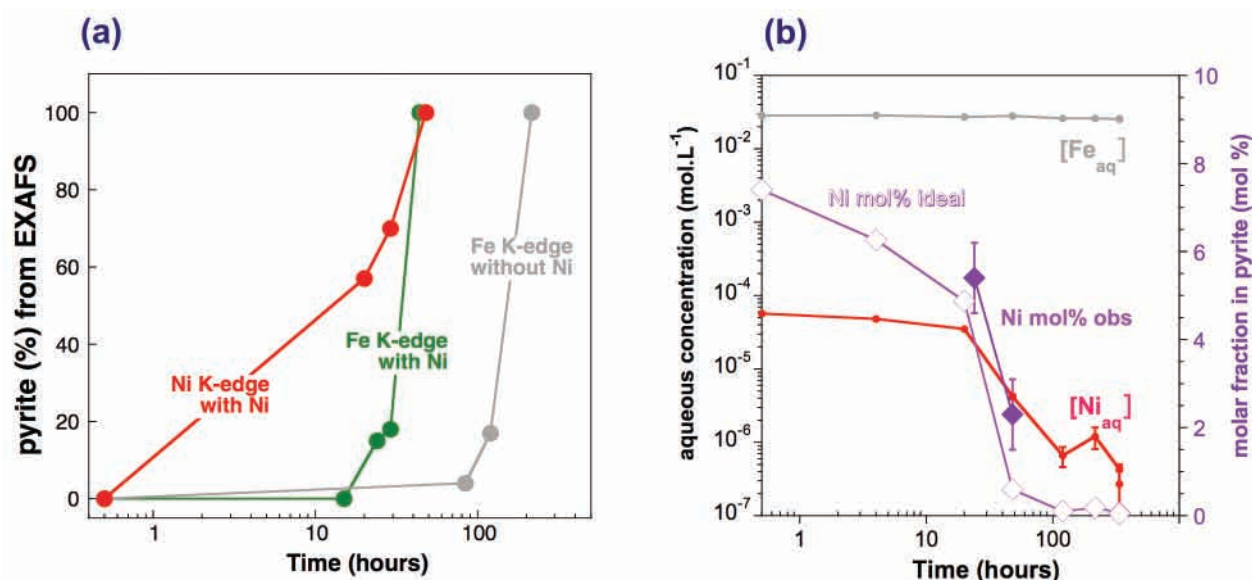 (a)
pyrite (%) from EXAFS
100
80
60
40
20
0
Fe K-edge
without Ni
Fe K-edge
with Ni
Ni K-edge
with Ni
1
10
100
Time (hours)
(b)
aqueous concentration (mol.L-1)
10-1
10-2
10-3
10-4
10-5
10-6
10-7
[Feaq]
Ni mol% ideal
Ni mol% obs
[Niaq]
1
10
100
Time (hours)
10
8
6
4
2
0
molar fraction in pyrite (mol %)